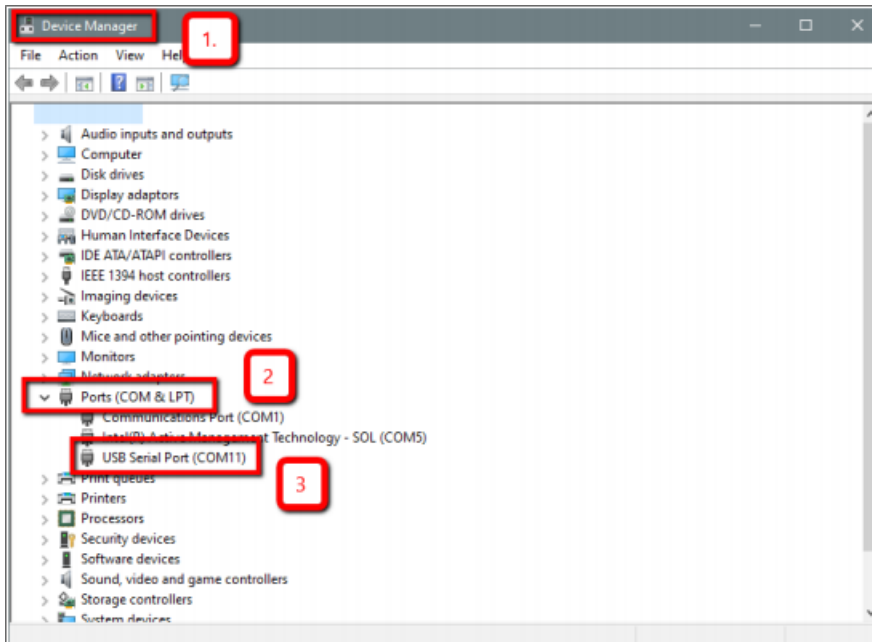 Device Manager
1.
File Action View Help
Audio inputs and outputs
Computer
Disk drives
Display adaptors
DVD/CD-ROM drives
Human Interface Devices
IDE ATA/ATAPI controllers
IEEE 1394 host controllers
Imaging devices
Keyboards
Mice and other pointing devices
Monitors
Network adapters
2
Ports (COM & LPT)
Communications Port (COM1)
Intel(R) Active Management Technology - SOL (COM5)
USB Serial Port (COM11)
3
Print queues
Printers
Processors
Security devices
Software devices
Sound, video and game controllers
Storage controllers
System devices